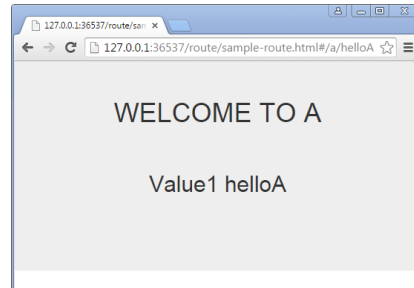 127.0.0.1:36537/route/sam
127.0.0.1:36537/route/sample-route.html#/a/helloA
WELCOME TO A
Value1 helloA